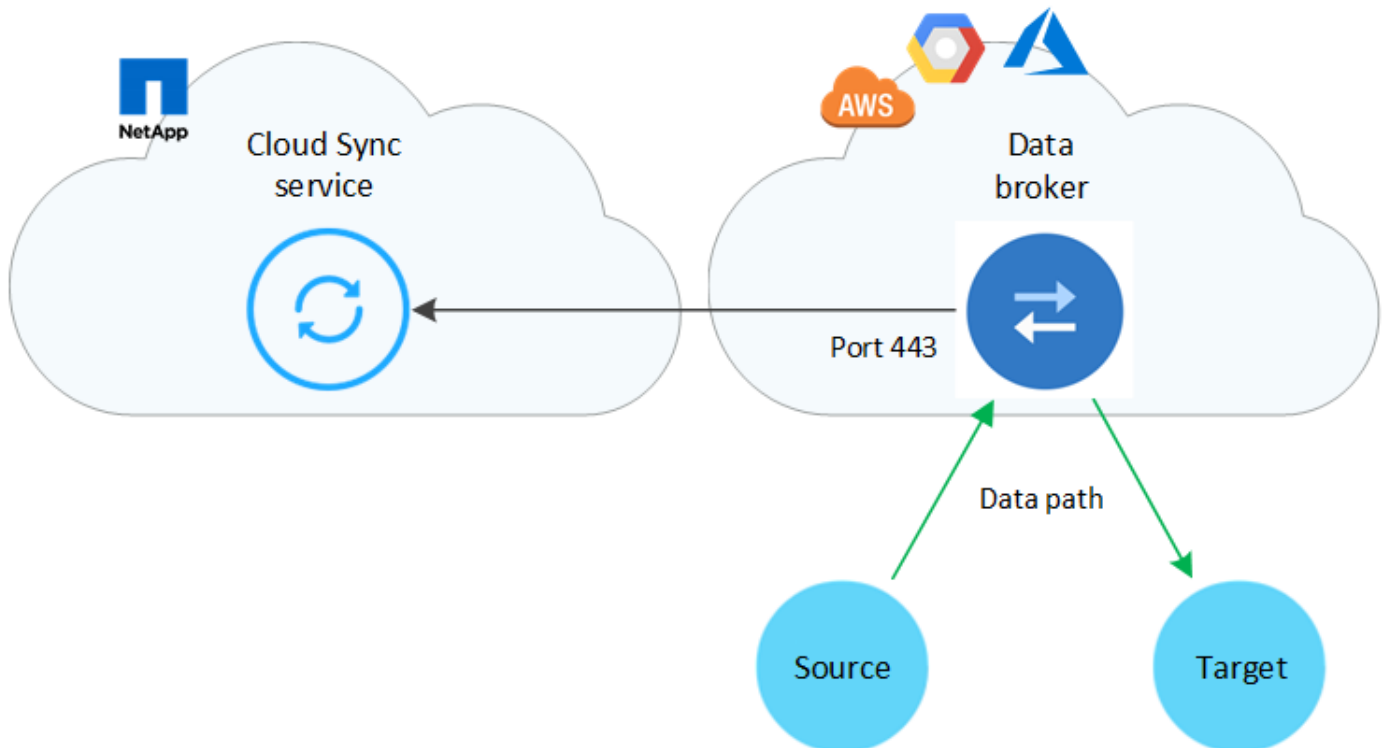 NetApp
Cloud Sync
service
AWS
Data
broker
Port 443
Data path
Source
Target